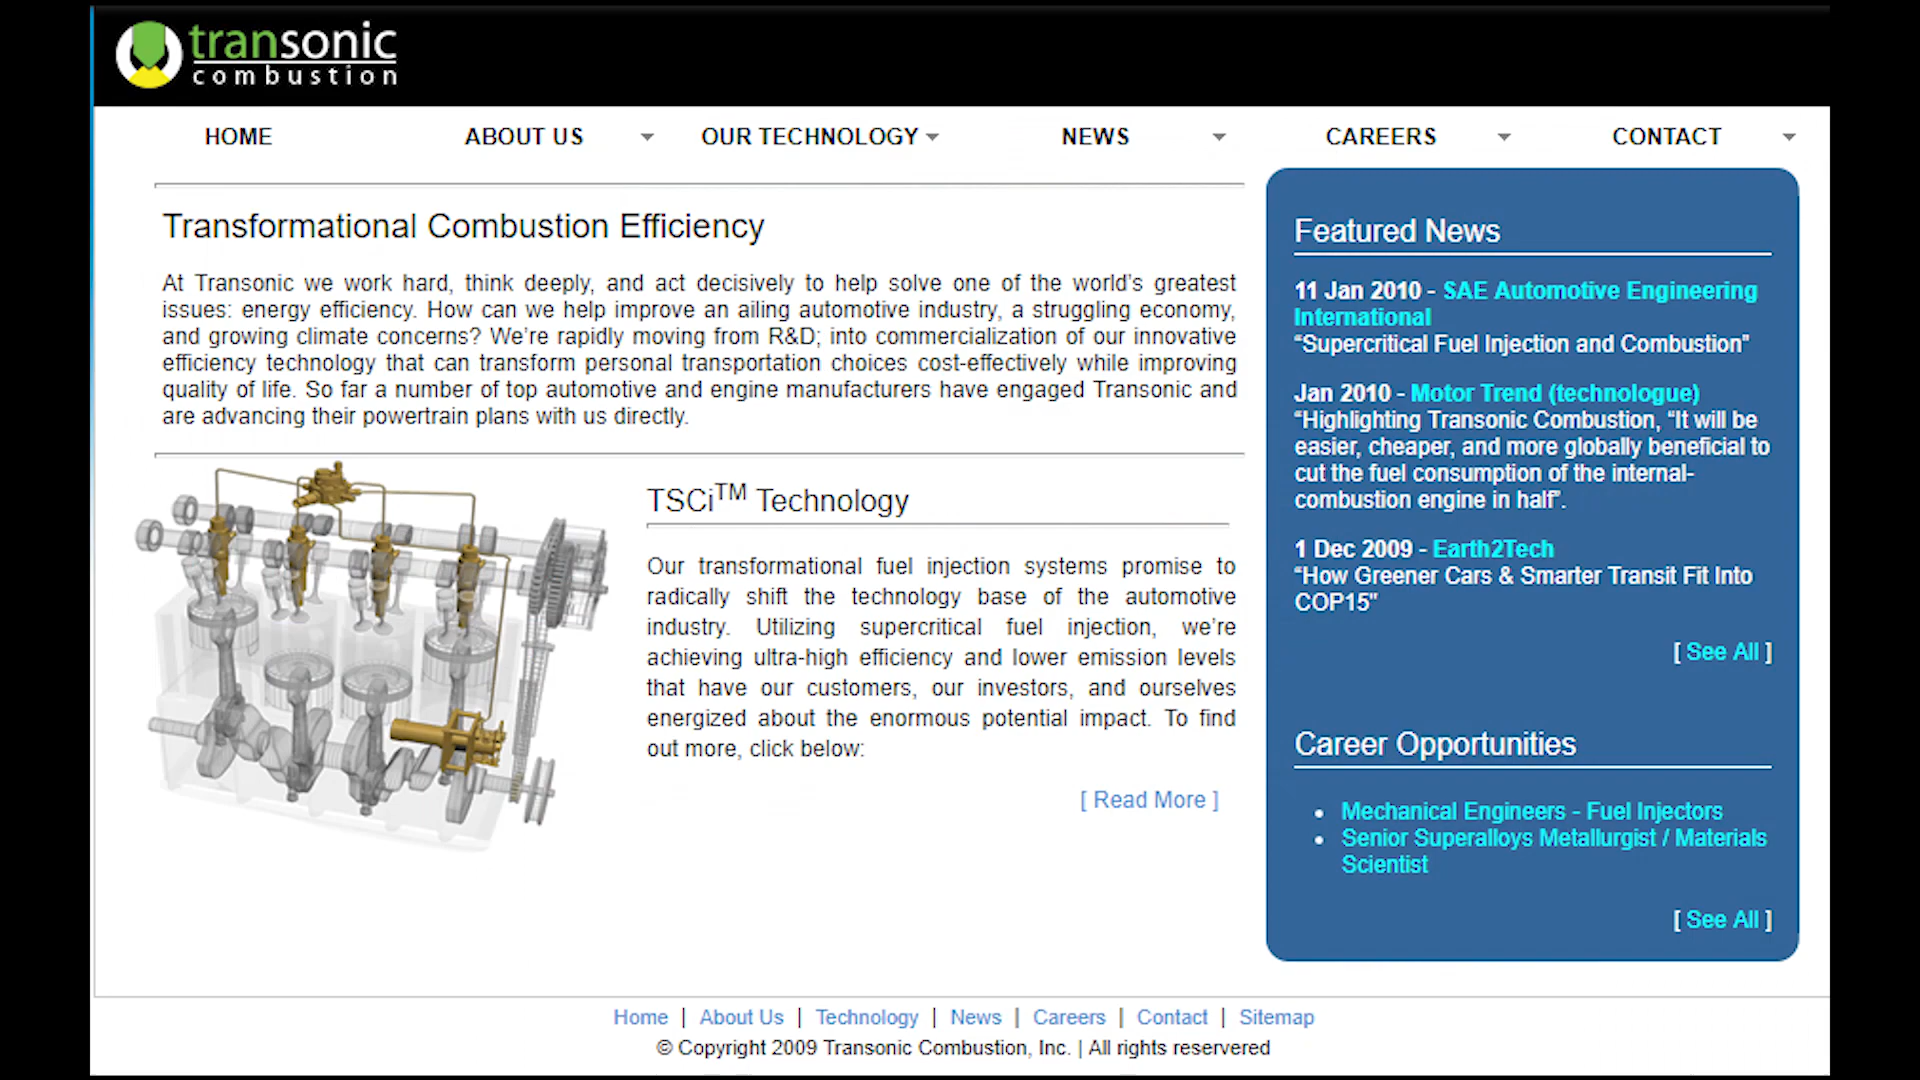 transonic
combustion
HOME
ABOUT US
OUR TECHNOLOGY
NEWS
CAREERS
CONTACT
Transformational Combustion Efficiency
At Transonic we work hard, think deeply, and act decisively to help solve one of the world's greatest
issues: energy efficiency. How can we help improve an ailing automotive industry, a struggling economy,
and growing climate concerns? We're rapidly moving from R&D; into commercialization of our innovative
efficiency technology that can transform personal transportation choices cost-effectively while improving
quality of life. So far a number of top automotive and engine manufacturers have engaged Transonic and
are advancing their powertrain plans with us directly.
TSCi™ Technology
Our transformational fuel injection systems promise to
radically shift the technology base of the automotive
industry. Utilizing supercritical fuel injection, we're
achieving ultra-high efficiency and lower emission levels
that have our customers, our investors, and ourselves
energized about the enormous potential impact. To find
out more, click below:
[ Read More ]
Featured News
11 Jan 2010 - SAE Automotive Engineering
International
“Supercritical Fuel Injection and Combustion”
Jan 2010 - Motor Trend (technologue)
“Highlighting Transonic Combustion, “It will be
easier, cheaper, and more globally beneficial to
cut the fuel consumption of the internal-
combustion engine in half”.
1 Dec 2009 - Earth2Tech
“How Greener Cars & Smarter Transit Fit Into
COP15”
[ See All ]
Career Opportunities
• Mechanical Engineers - Fuel Injectors
• Senior Superalloys Metallurgist / Materials
Scientist
[ See All ]
Home | About Us | Technology | News | Careers | Contact | Sitemap
© Copyright 2009 Transonic Combustion, Inc. | All rights reservered